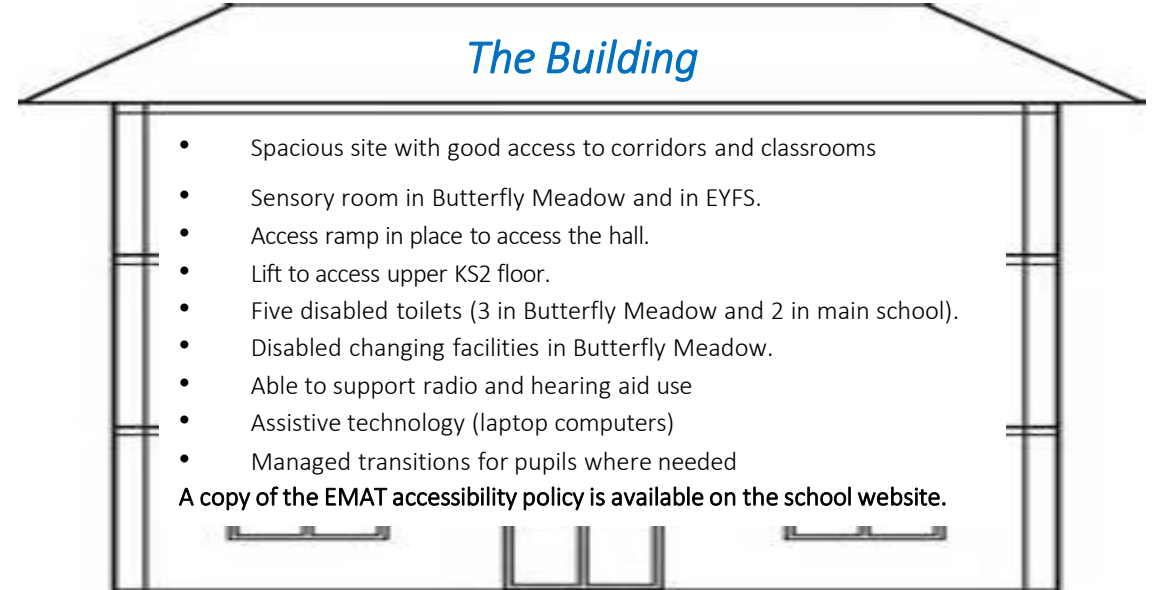 The Building
• Spacious site with good access to corridors and classrooms
• Sensory room in Butterfly Meadow and in EYFS.
• Access ramp in place to access the hall.
• Lift to access upper KS2 floor.
• Five disabled toilets (3 in Butterfly Meadow and 2 in main school).
• Disabled changing facilities in Butterfly Meadow.
• Able to support radio and hearing aid use
• Assistive technology (laptop computers)
• Managed transitions for pupils where needed
A copy of the EMAT accessibility policy is available on the school website.